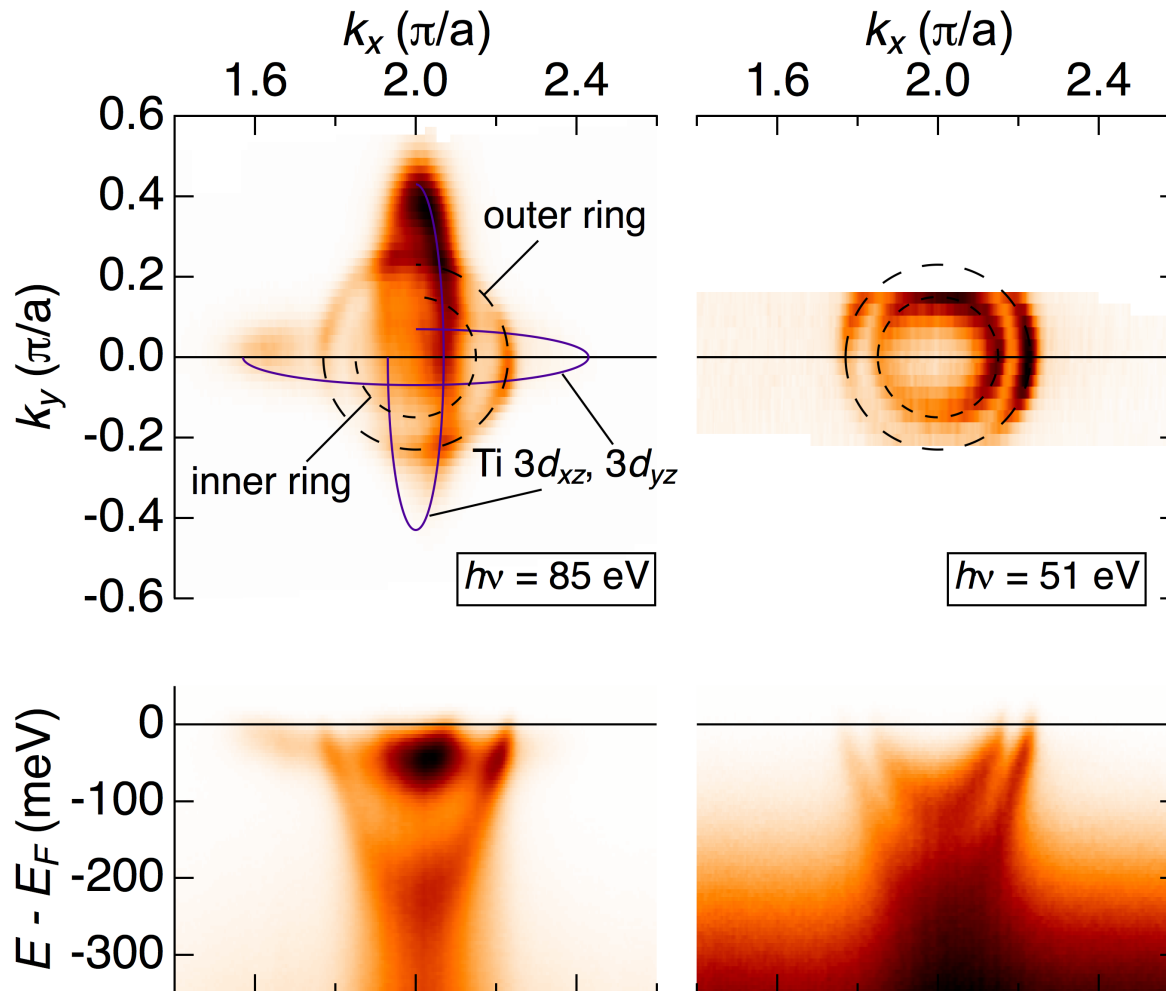 kx (π/a)
kx (π/a)
1.6 2.0 2.4
1.6 2.0 2.4
ky (π/a)
0.6
0.4
0.2
0.0
-0.2
-0.4
-0.6
outer ring
inner ring
Ti 3dxz, 3dyz
hν = 85 eV
hν = 51 eV
E - EF (meV)
0
-100
-200
-300